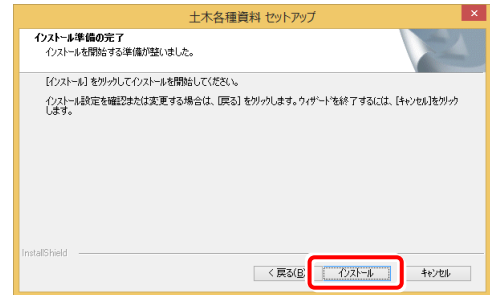 土木各種資料 セットアップ
インストール準備の完了
インストールを開始する準備が整いました。
[インストール] をクリックしてインストールを開始してください。
インストール設定を確認または変更する場合は、[戻る] をクリックします。ウィザードを終了するには、[キャンセル]をクリック
します。
InstallShield
< 戻る(B) インストール キャンセル